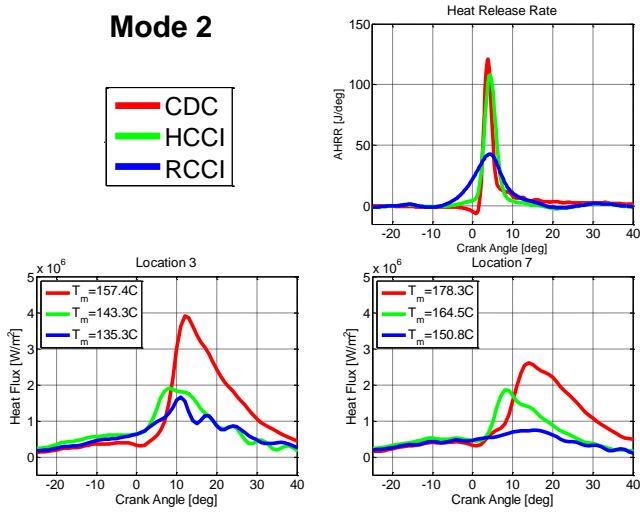 Mode 2
CDC
HCCI
RCCI
Heat Release Rate
150
100
50
0
AHRR [J/deg]
-20 -10 0 10 20 30 40
Crank Angle [deg]
x 10^6
Location 3
5
4
3
2
1
0
Heat Flux [W/m²]
T_m=157.4C
T_m=143.3C
T_m=135.3C
-20 -10 0 10 20 30 40
Crank Angle [deg]
x 10^6
Location 7
5
4
3
2
1
0
Heat Flux [W/m²]
T_m=178.3C
T_m=164.5C
T_m=150.8C
-20 -10 0 10 20 30 40
Crank Angle [deg]